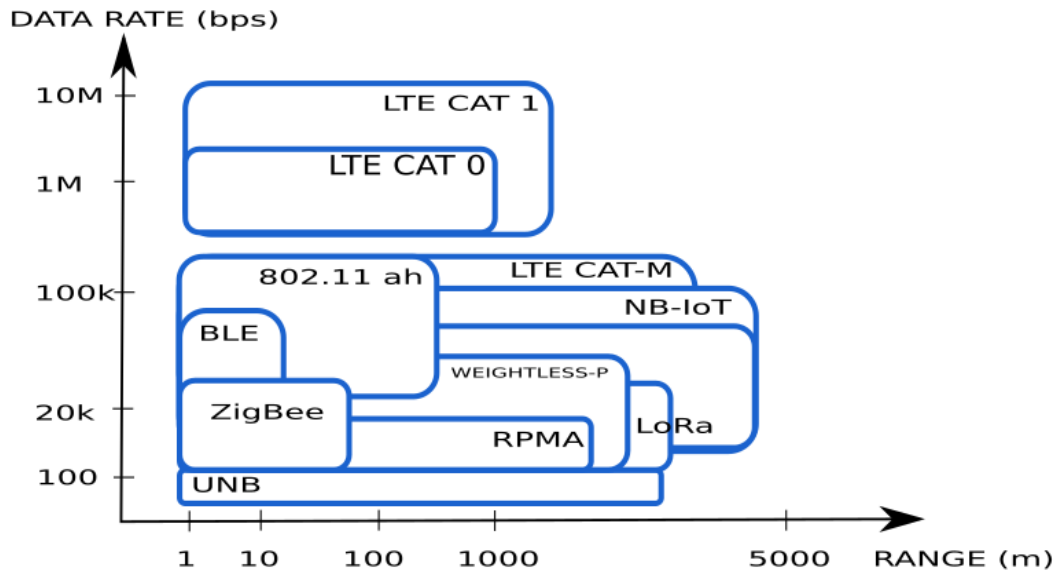 DATA RATE (bps)
10M
LTE CAT 1
LTE CAT 0
1M
802.11 ah
LTE CAT-M
100k
NB-IoT
BLE
WEIGHTLESS-P
20k
ZigBee
RPMA
LoRa
100
UNB
1 10 100 1000 5000 RANGE (m)